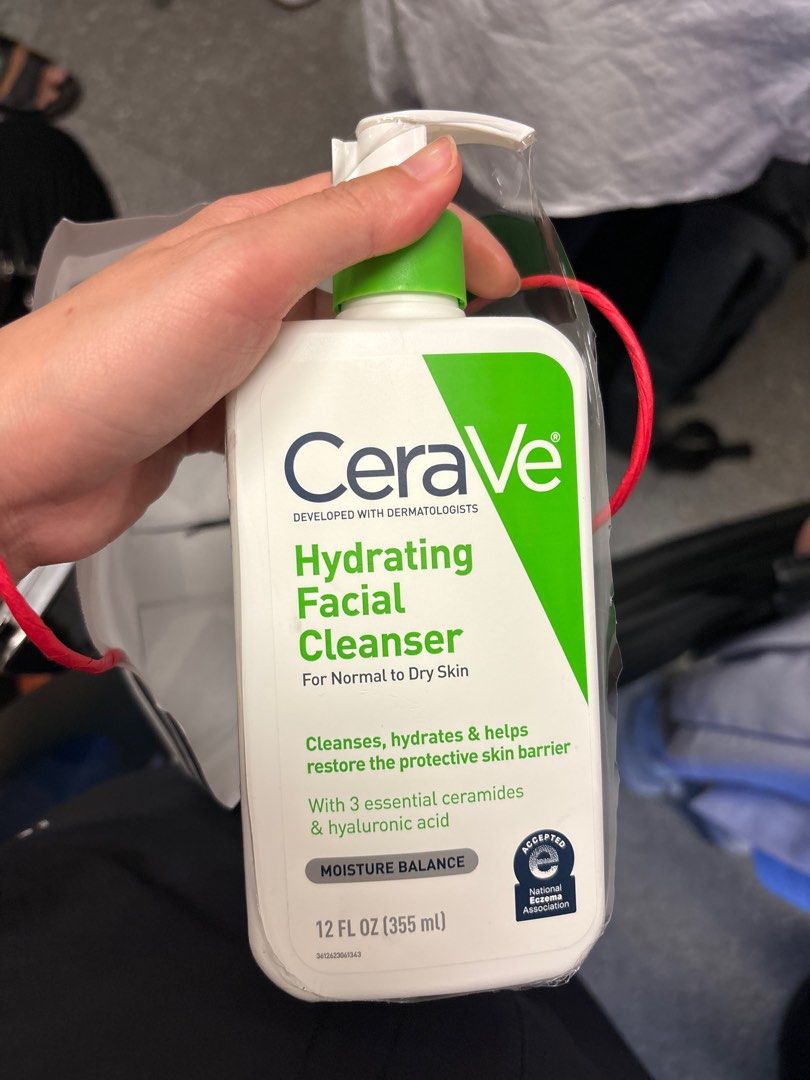 CeraVe®
DEVELOPED WITH DERMATOLOGISTS
Hydrating
Facial
Cleanser
For Normal to Dry Skin
Cleanses, hydrates & helps
restore the protective skin barrier
With 3 essential ceramides
& hyaluronic acid
MOISTURE BALANCE
ACCEPTED
e
National
Eczema
Association
12 FL OZ (355 ml)
3612623061343